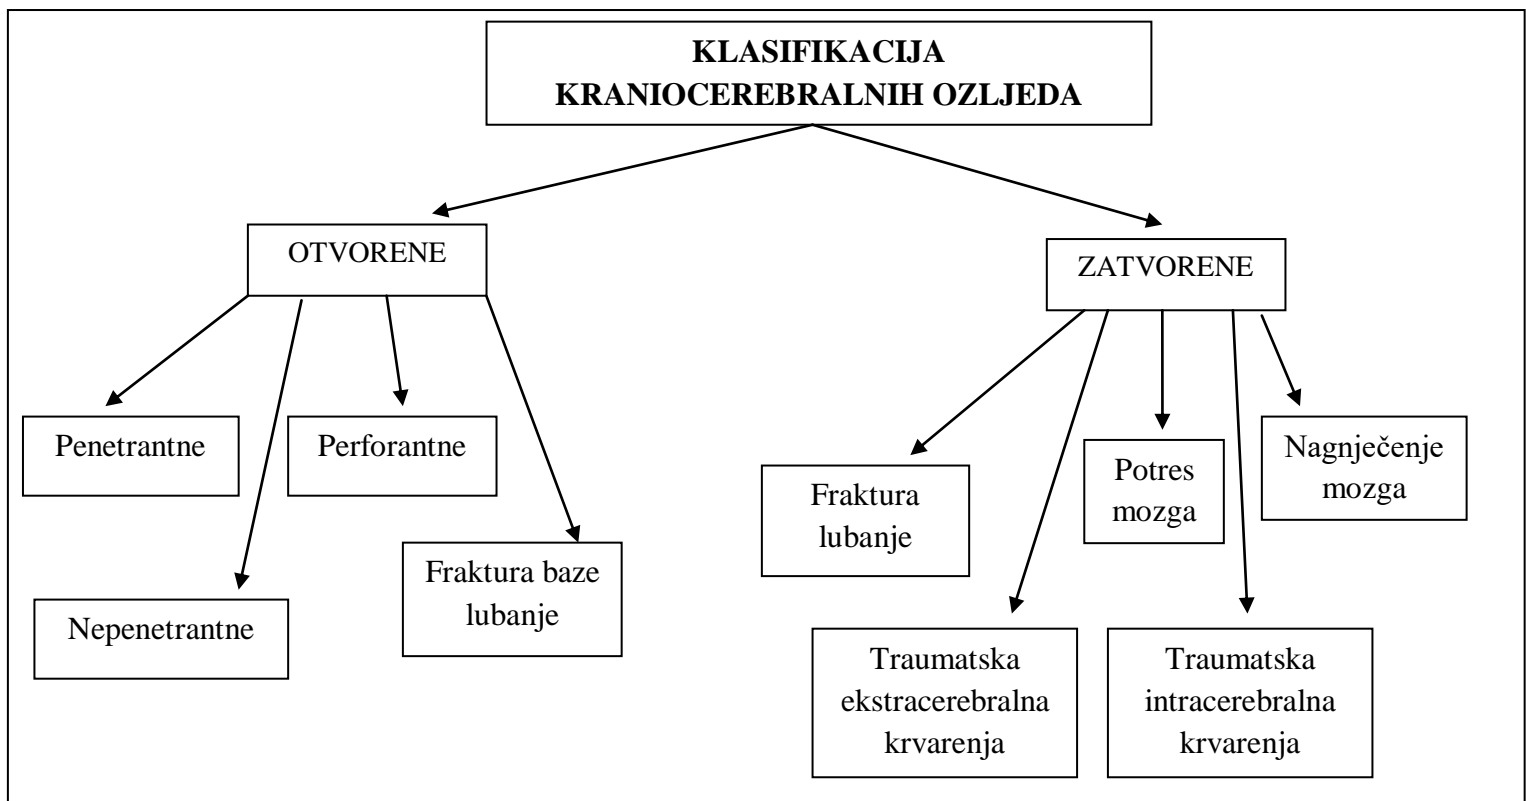 KLASIFIKACIJA
KRANIOCEREBRALNIH OZLJEDA
OTVORENE
ZATVORENE
Penetrantne
Perforantne
Nepenetrantne
Fraktura baze
lubanje
Fraktura
lubanje
Potres
mozga
Nagnječenje
mozga
Traumatska
ekstracerebralna
krvarenja
Traumatska
intracerebralna
krvarenja